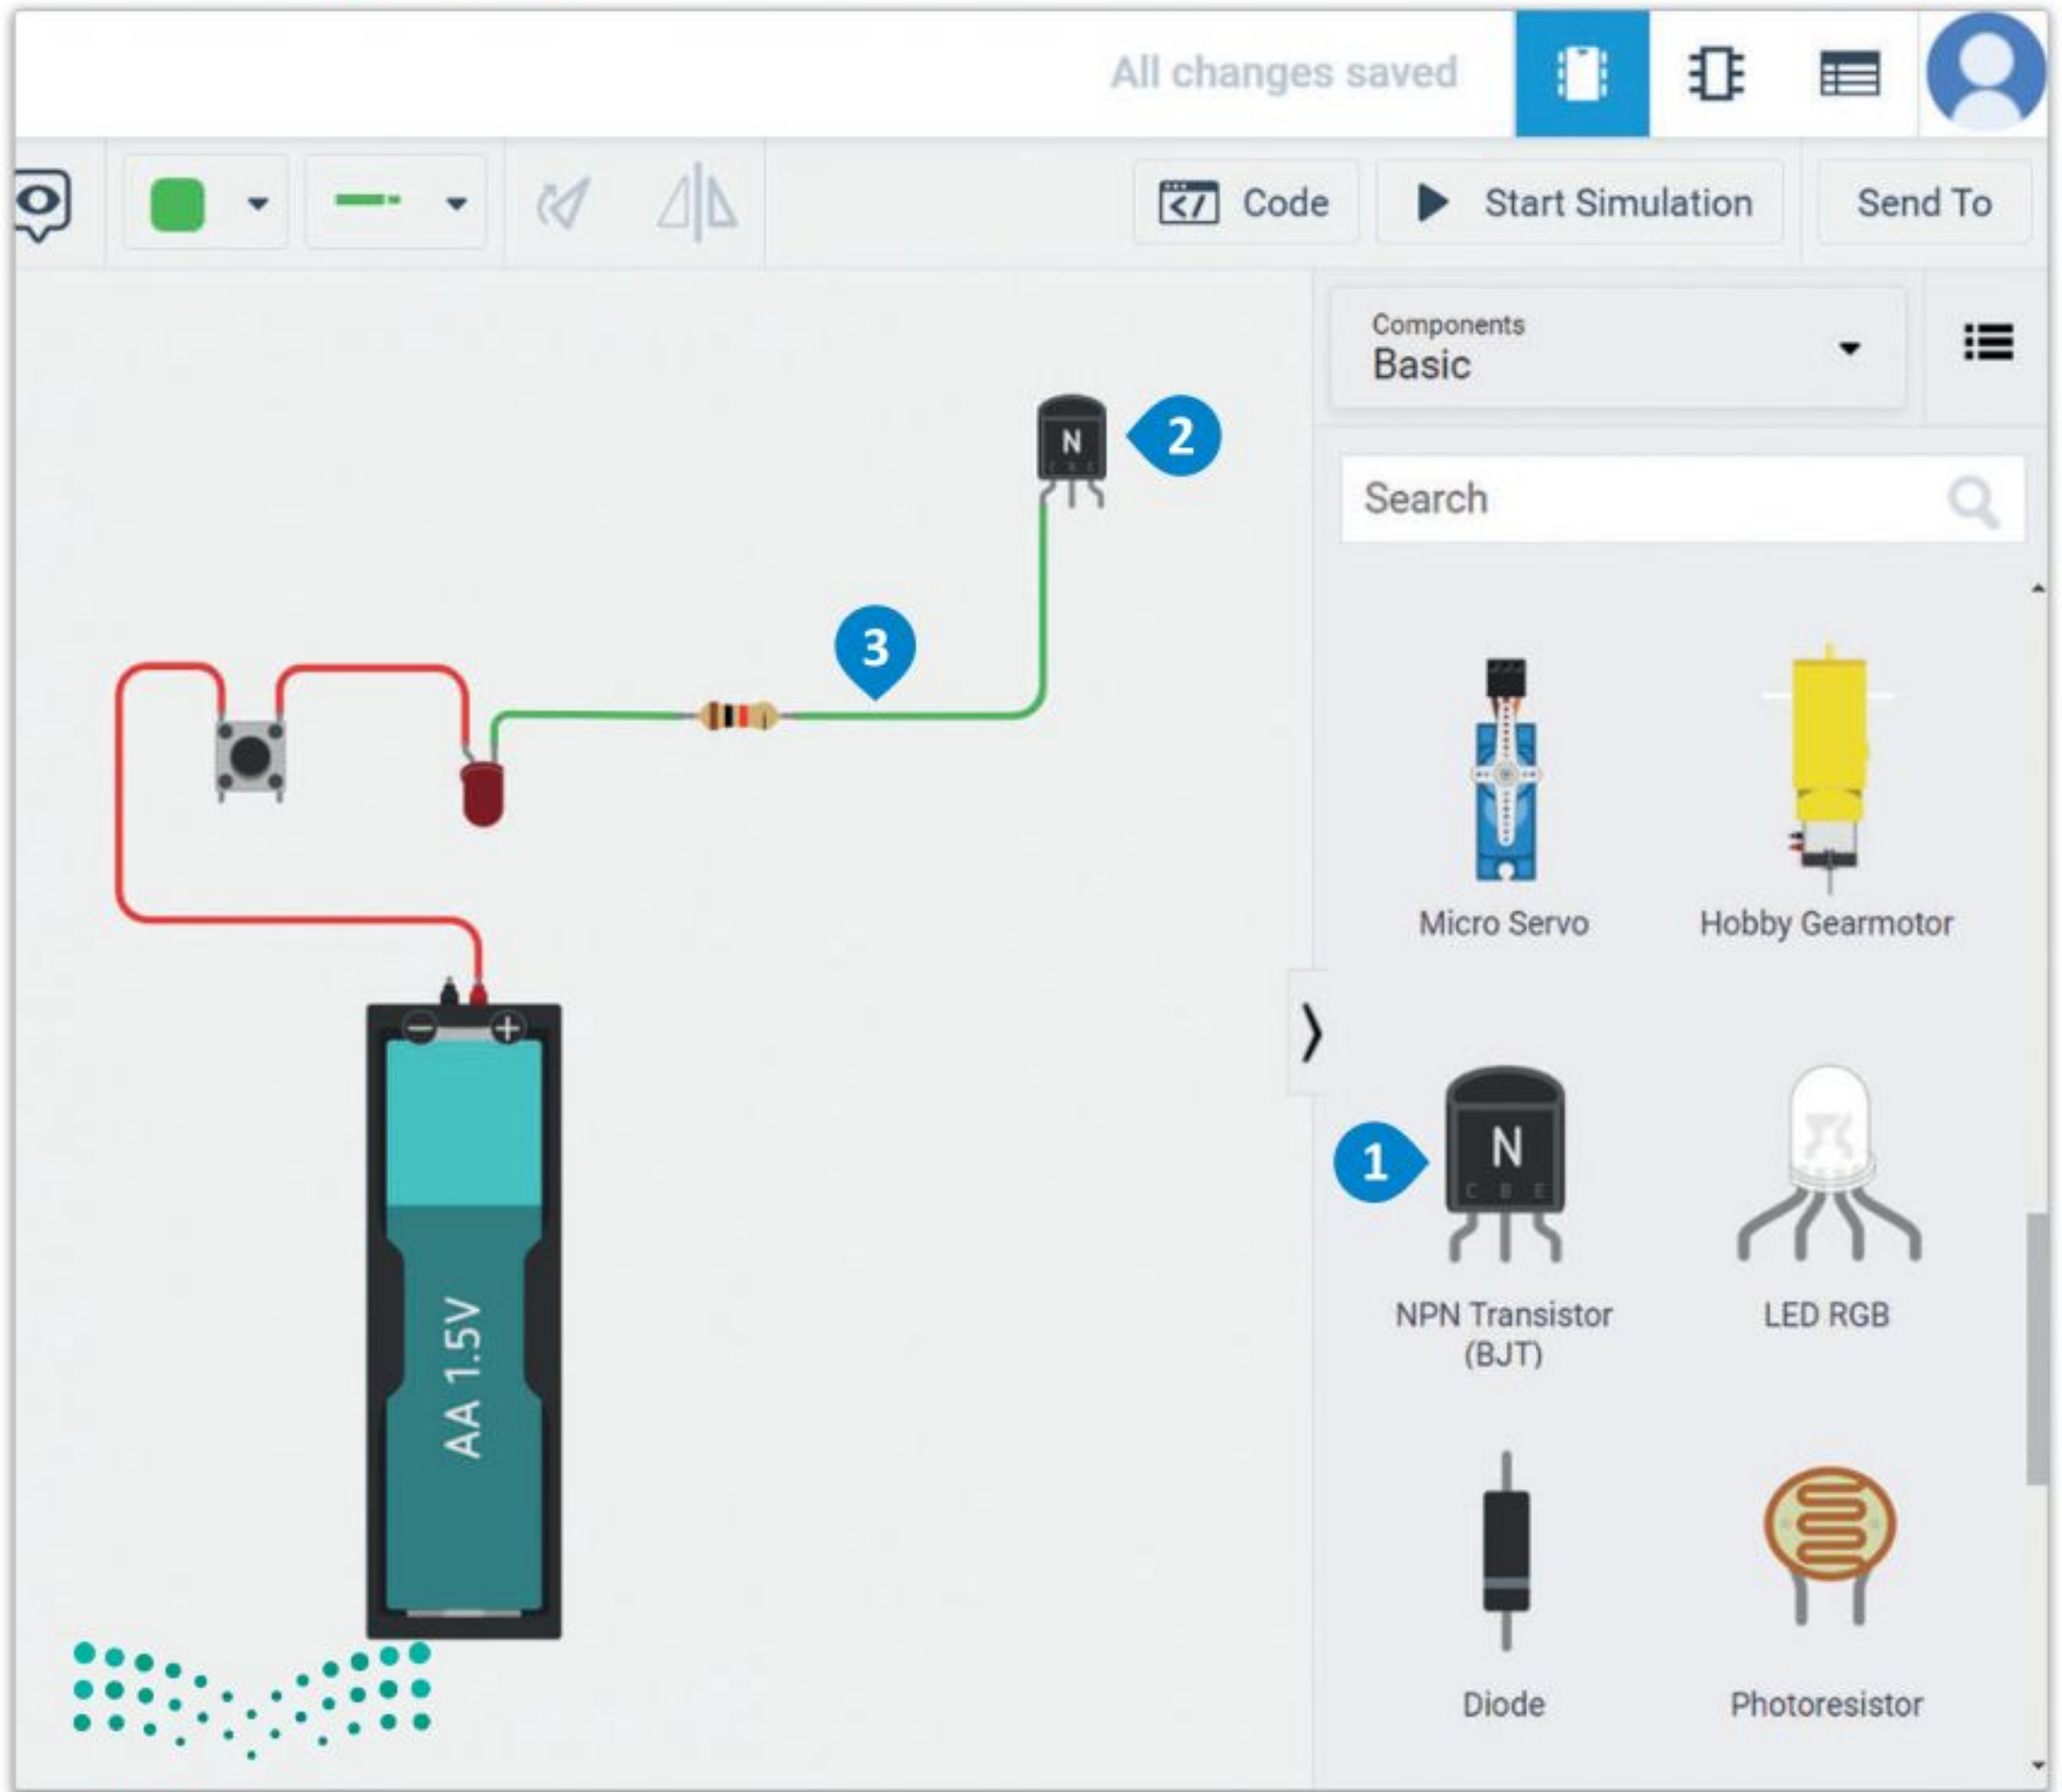 All changes saved
Code
Start Simulation
Send To
Components
Basic
Search
N
2
3
Micro Servo
Hobby Gearmotor
1
N
C B E
NPN Transistor
(BJT)
LED RGB
AA 1.5V
Diode
Photoresistor